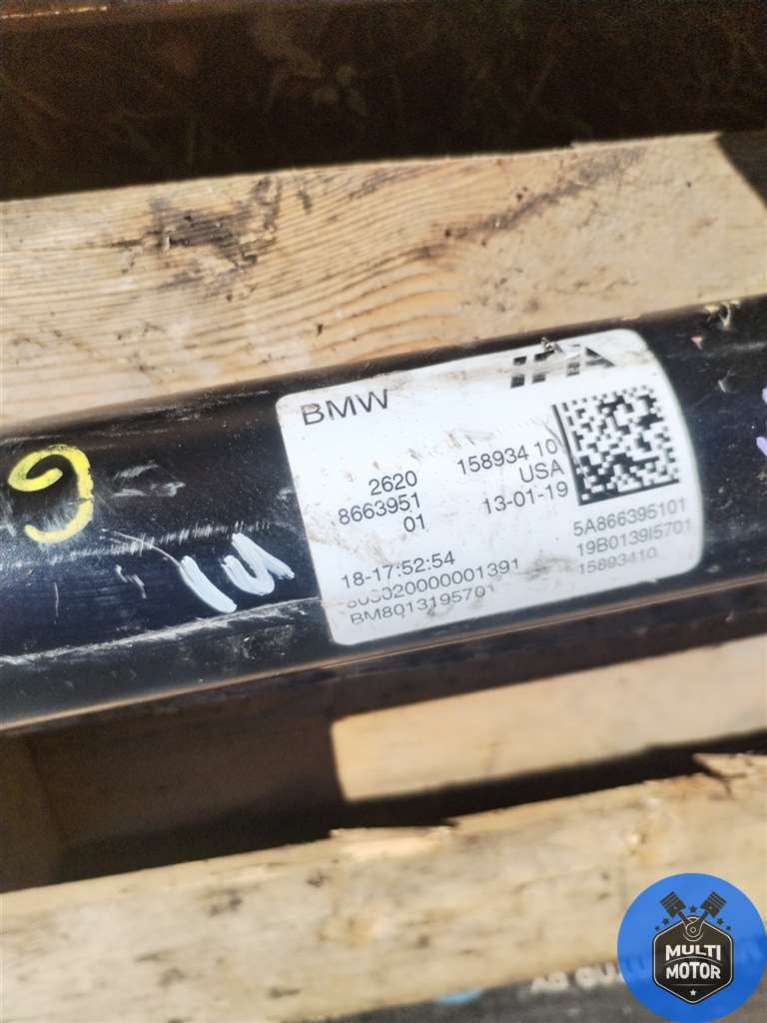 BMW
IFA
2620
158934 10
8663951
USA
01
13-01-19
18-17:52:54
5A866395101
19B0139I5701
15893410
BM8013195701
MULTI
MOTOR